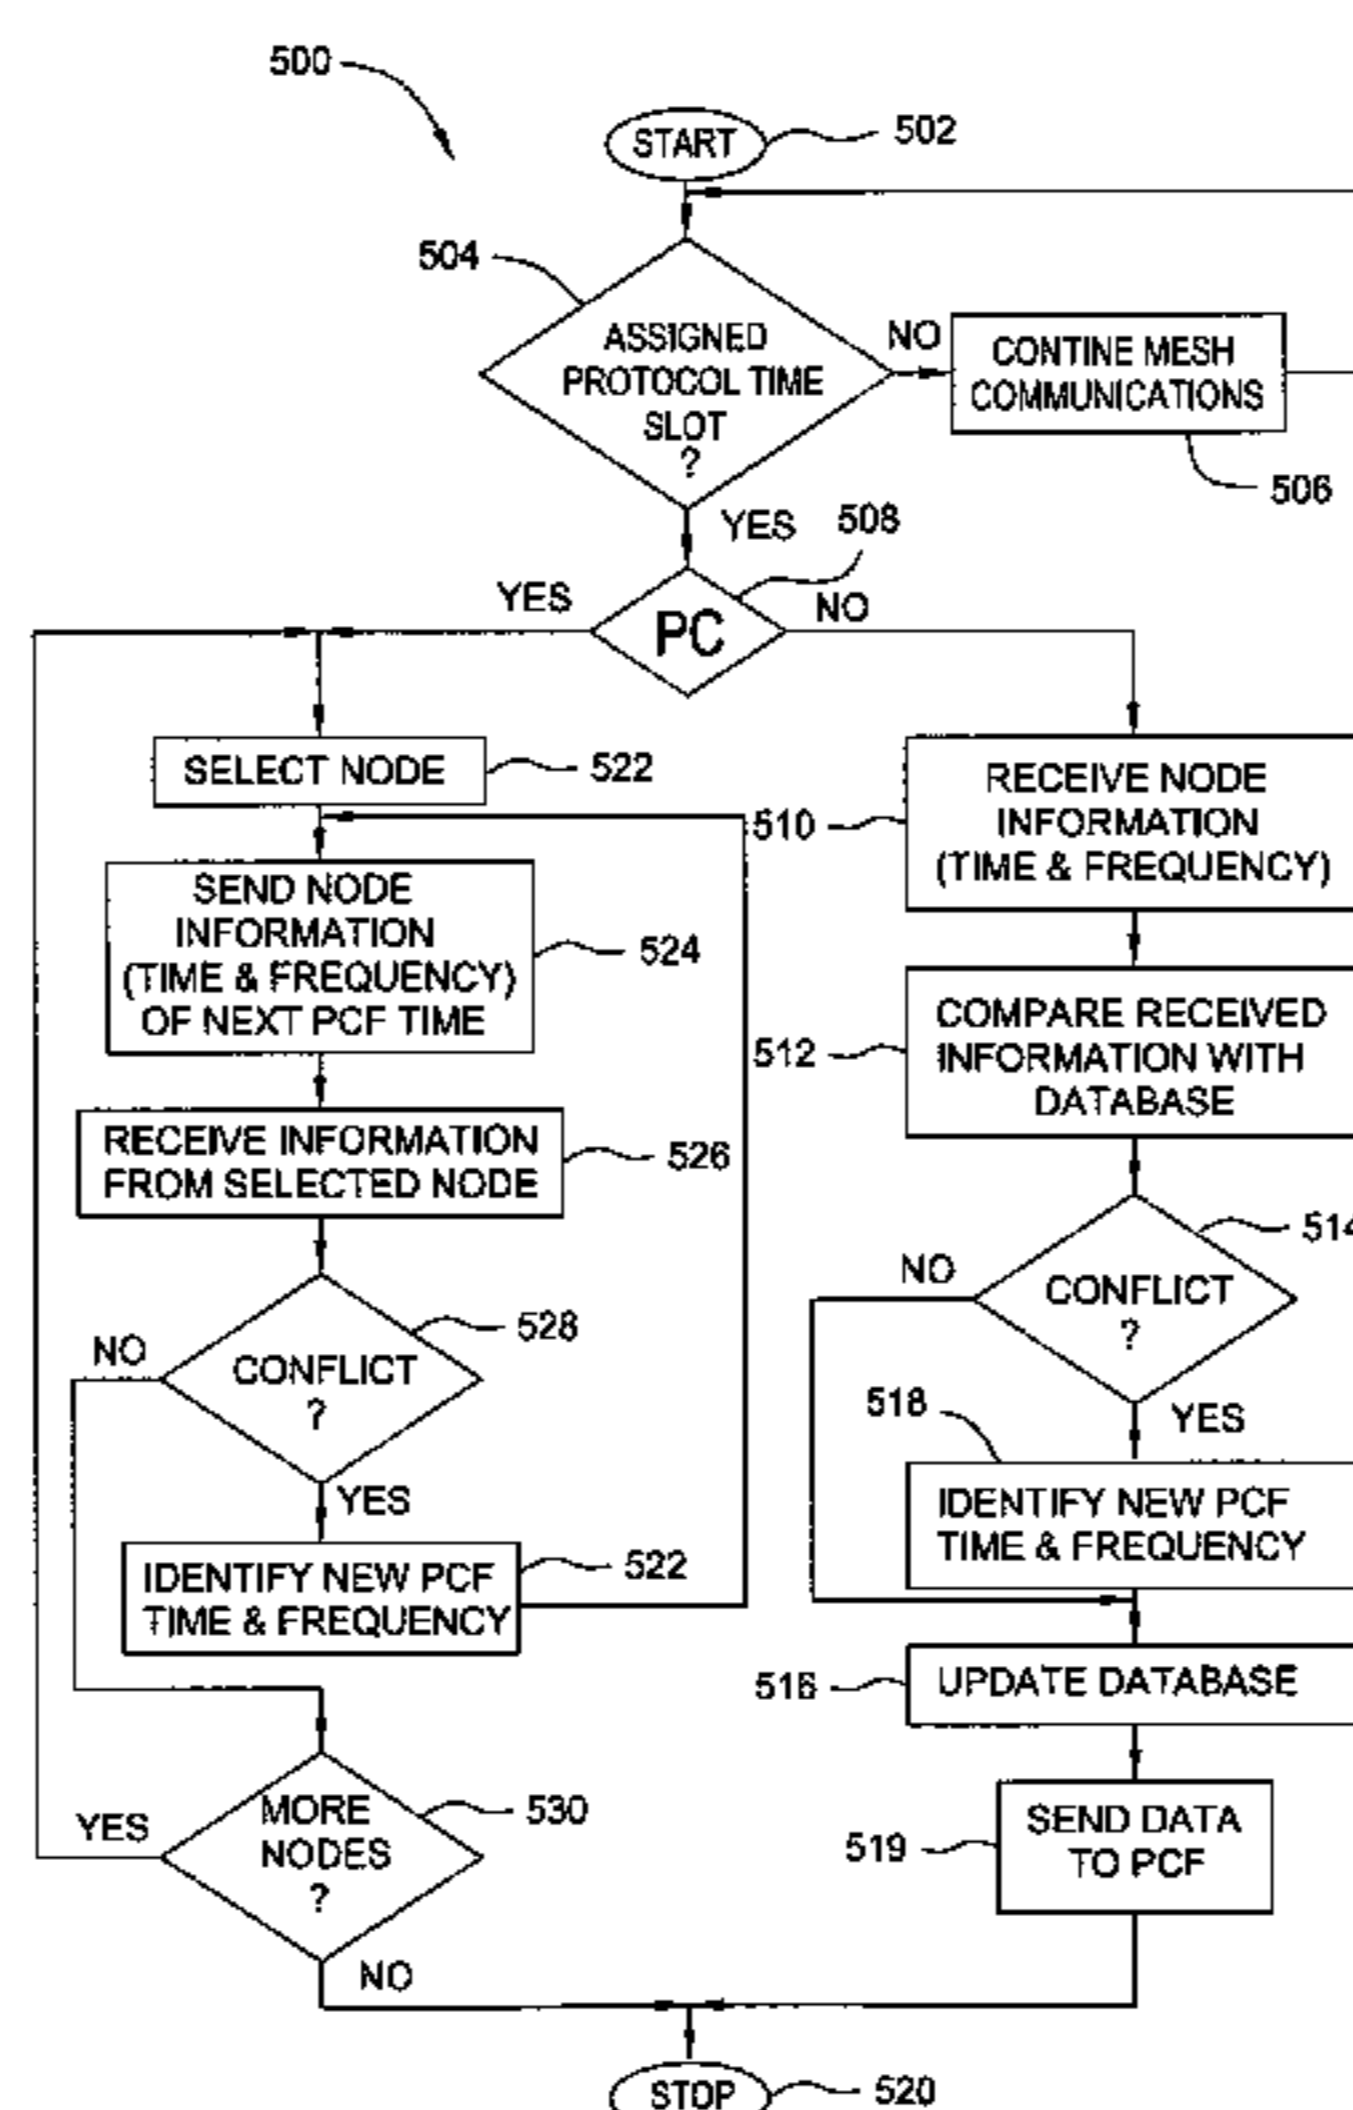 500
START
502
504
ASSIGNED
PROTOCOL TIME
SLOT
?
NO
CONTINE MESH
COMMUNICATIONS
506
YES
508
YES
PC
NO
SELECT NODE
522
RECEIVE NODE
INFORMATION
(TIME & FREQUENCY)
510
SEND NODE
INFORMATION
(TIME & FREQUENCY)
OF NEXT PCF TIME
524
COMPARE RECEIVED
INFORMATION WITH
DATABASE
512
RECEIVE INFORMATION
FROM SELECTED NODE
526
514
NO
CONFLICT
?
528
NO
CONFLICT
?
518
YES
YES
IDENTIFY NEW PCF
TIME & FREQUENCY
IDENTIFY NEW PCF
TIME & FREQUENCY
522
516
UPDATE DATABASE
MORE
NODES
?
530
YES
SEND DATA
TO PCF
519
NO
STOP
520